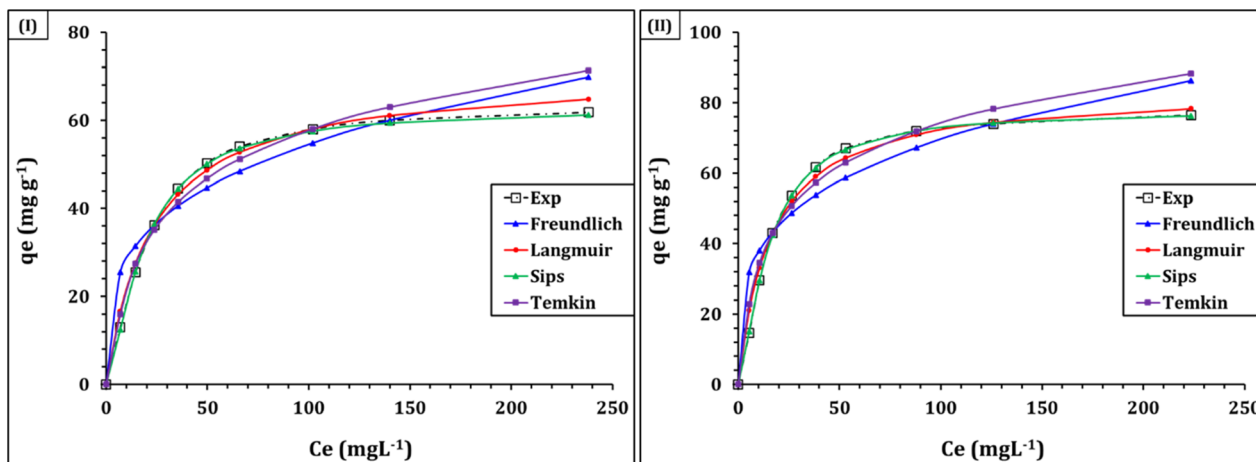 (I)
80
60
40
20
0
qe (mg g⁻¹)
0 50 100 150 200 250
Ce (mgL⁻¹)
Exp
Freundlich
Langmuir
Sips
Temkin
(II)
100
80
60
40
20
0
qe (mg g⁻¹)
0 50 100 150 200 250
Ce (mgL⁻¹)
Exp
Freundlich
Langmuir
Sips
Temkin